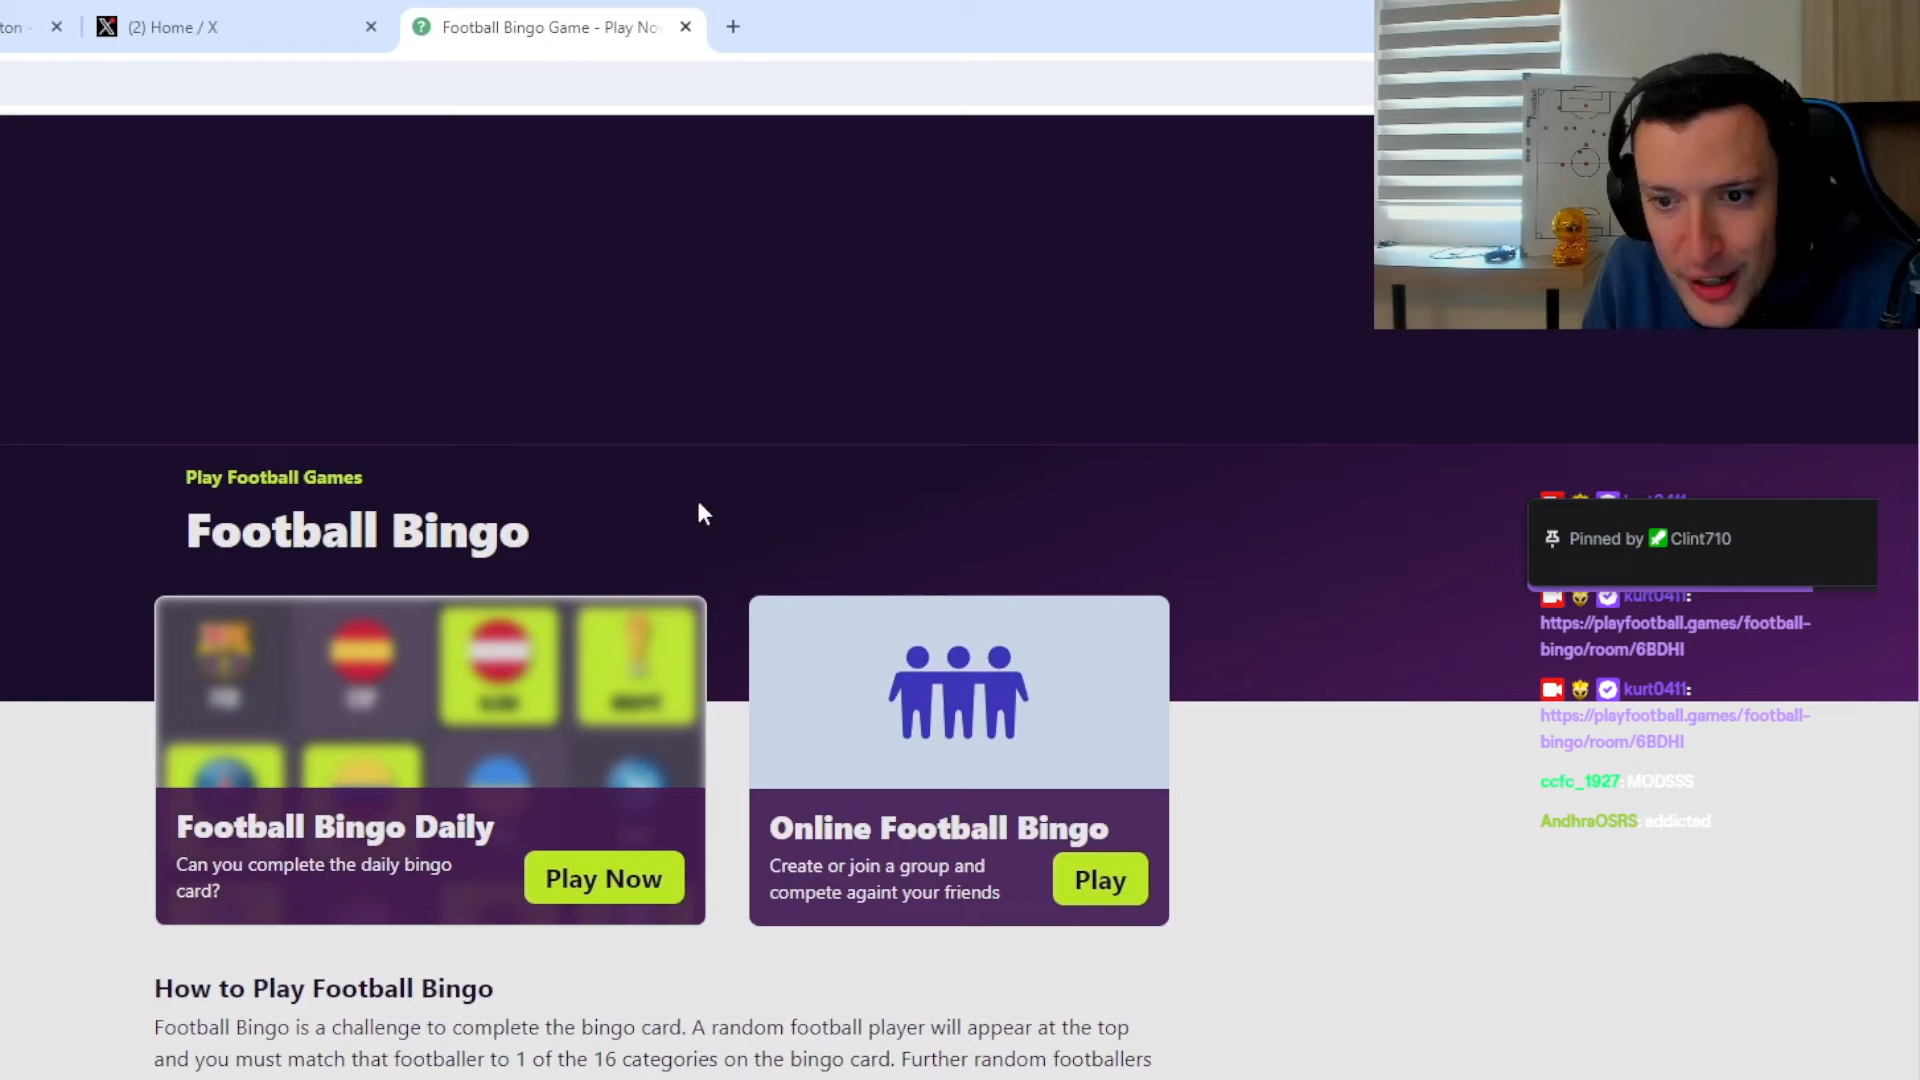 ton -
(2) Home / X
Football Bingo Game - Play No
Play Football Games
Football Bingo
Football Bingo Daily
Can you complete the daily bingo
card?
Play Now
Online Football Bingo
Create or join a group and
compete againt your friends
Play
How to Play Football Bingo
Football Bingo is a challenge to complete the bingo card. A random football player will appear at the top
and you must match that footballer to 1 of the 16 categories on the bingo card. Further random footballers
Pinned by Clint710
kurt0411:
https://playfootball.games/football-
bingo/room/6BDHI
kurt0411:
https://playfootball.games/football-
bingo/room/6BDHI
ccfc_1927: MODSSS
AndhraOSRS: addicted